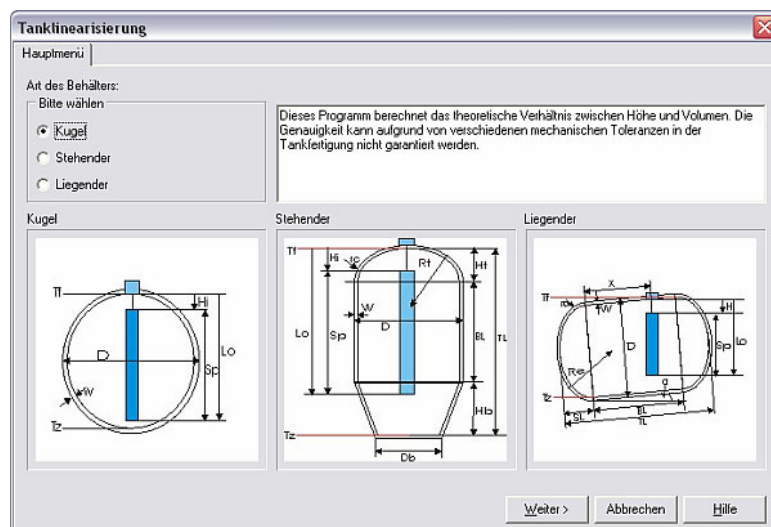 Tanklinearisierung
Hauptmenü
Art des Behälters:
Bitte wählen
Kugel
Stehender
Liegender
Dieses Programm berechnet das theoretische Verhältnis zwischen Höhe und Volumen. Die
Genauigkeit kann aufgrund von verschiedenen mechanischen Toleranzen in der
Tankfertigung nicht garantiert werden.
Kugel
Tf
Hi
D
Lo
Sp
W
Tz
Stehender
Tf
Hi
rc
Rt
Ht
W
Lo
Sp
D
BL
TL
Hb
Tz
Db
Liegender
X
Tf
rc
W
H
D
Sp
Lo
α
Tz
SL
BL
TL
Weiter >
Abbrechen
Hilfe